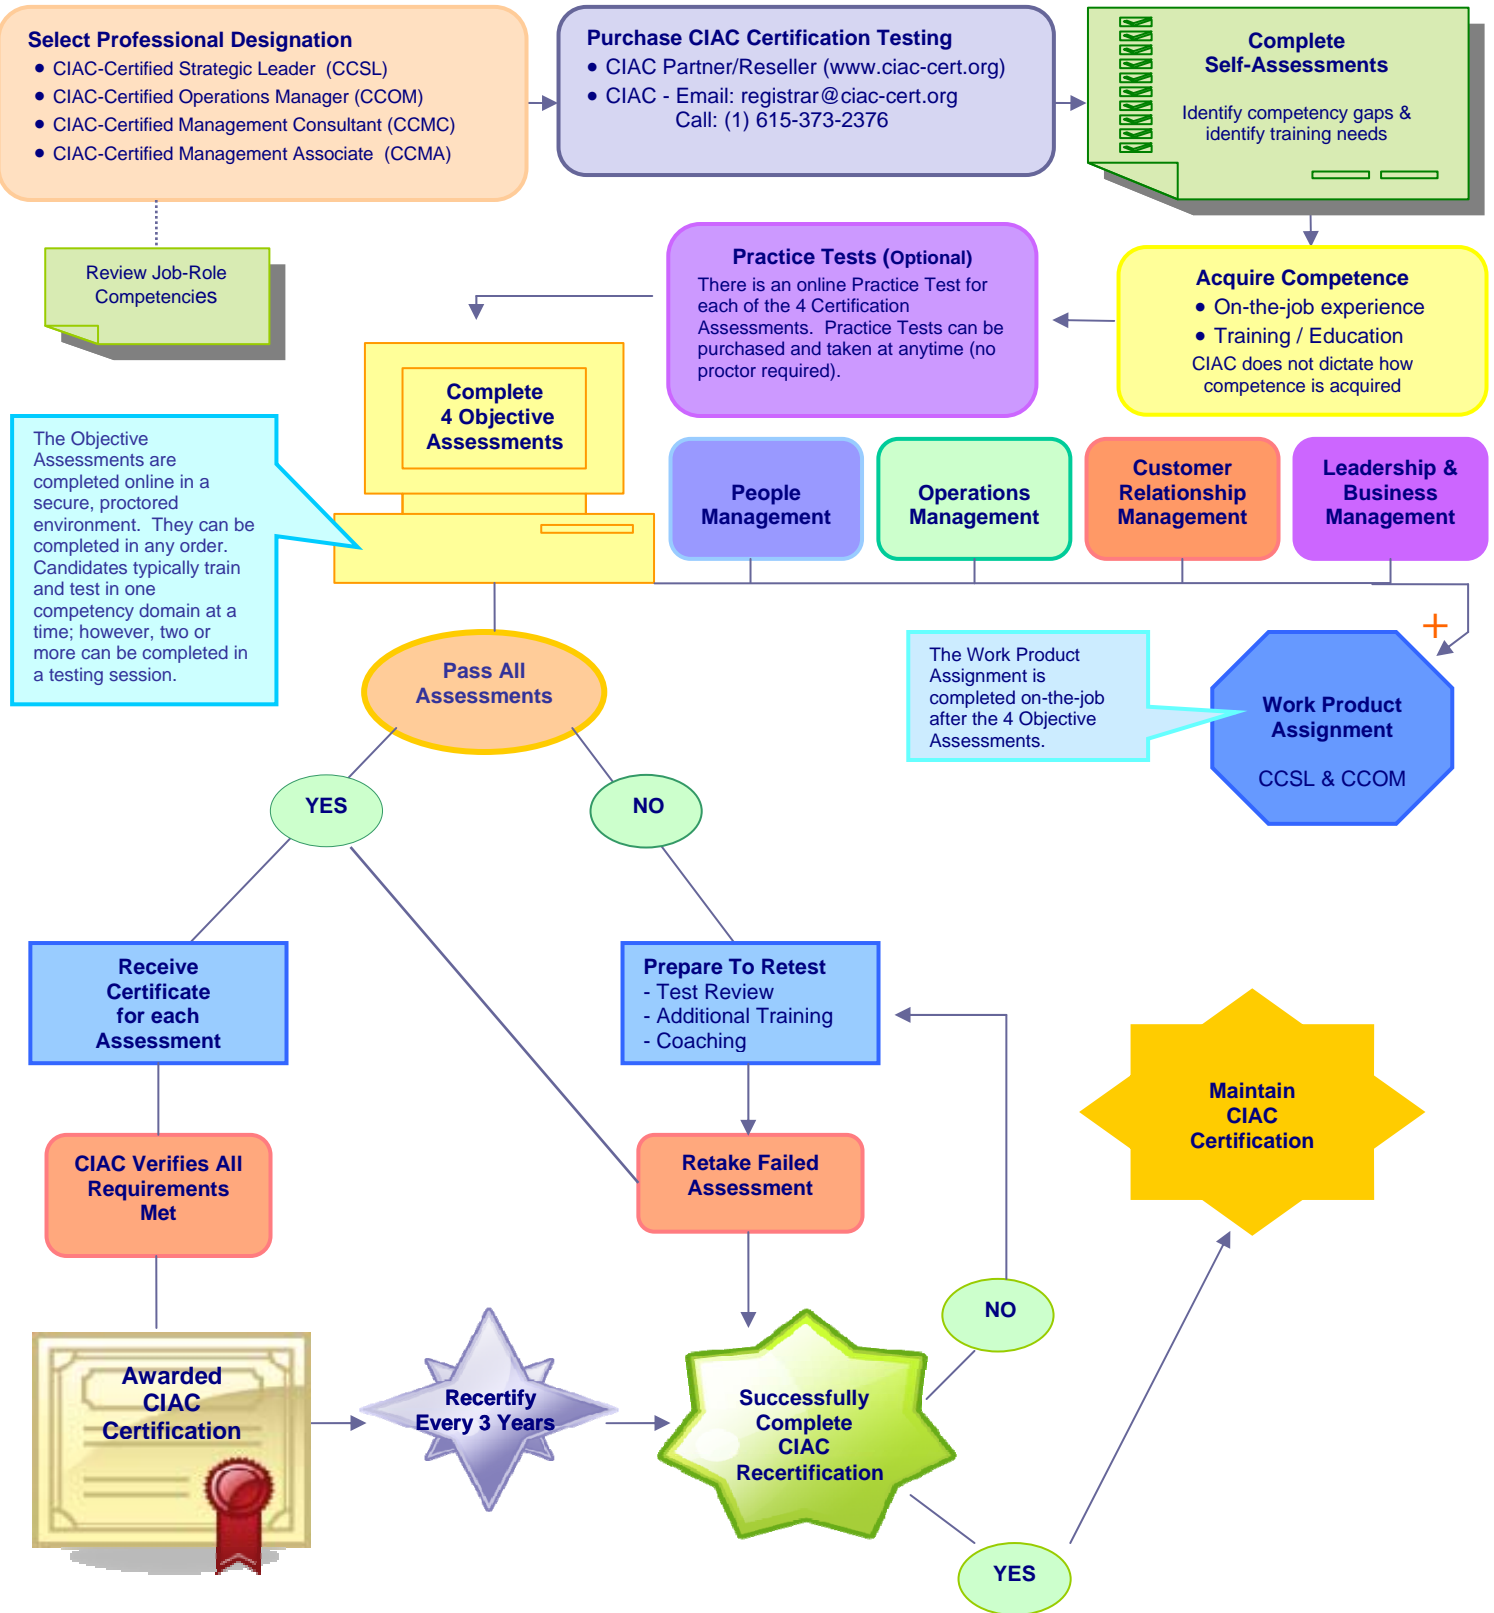 Select Professional Designation
• CIAC-Certified Strategic Leader (CCSL)
• CIAC-Certified Operations Manager (CCOM)
• CIAC-Certified Management Consultant (CCMC)
• CIAC-Certified Management Associate (CCMA)
Purchase CIAC Certification Testing
• CIAC Partner/Reseller (www.ciac-cert.org)
• CIAC - Email: registrar@ciac-cert.org
Call: (1) 615-373-2376
Complete
Self-Assessments
Identify competency gaps &
identify training needs
Review Job-Role
Competencies
Practice Tests (Optional)
There is an online Practice Test for
each of the 4 Certification
Assessments. Practice Tests can be
purchased and taken at anytime (no
proctor required).
Acquire Competence
• On-the-job experience
• Training / Education
CIAC does not dictate how
competence is acquired
Complete
4 Objective
Assessments
The Objective
Assessments are
completed online in a
secure, proctored
environment. They can be
completed in any order.
Candidates typically train
and test in one
competency domain at a
time; however, two or
more can be completed in
a testing session.
People
Management
Operations
Management
Customer
Relationship
Management
Leadership &
Business
Management
+
Pass All
Assessments
The Work Product
Assignment is
completed on-the-job
after the 4 Objective
Assessments.
Work Product
Assignment
CCSL & CCOM
YES
NO
Receive
Certificate
for each
Assessment
Prepare To Retest
- Test Review
- Additional Training
- Coaching
Maintain
CIAC
Certification
CIAC Verifies All
Requirements
Met
Retake Failed
Assessment
NO
Awarded
CIAC
Certification
Recertify
Every 3 Years
Successfully
Complete
CIAC
Recertification
YES